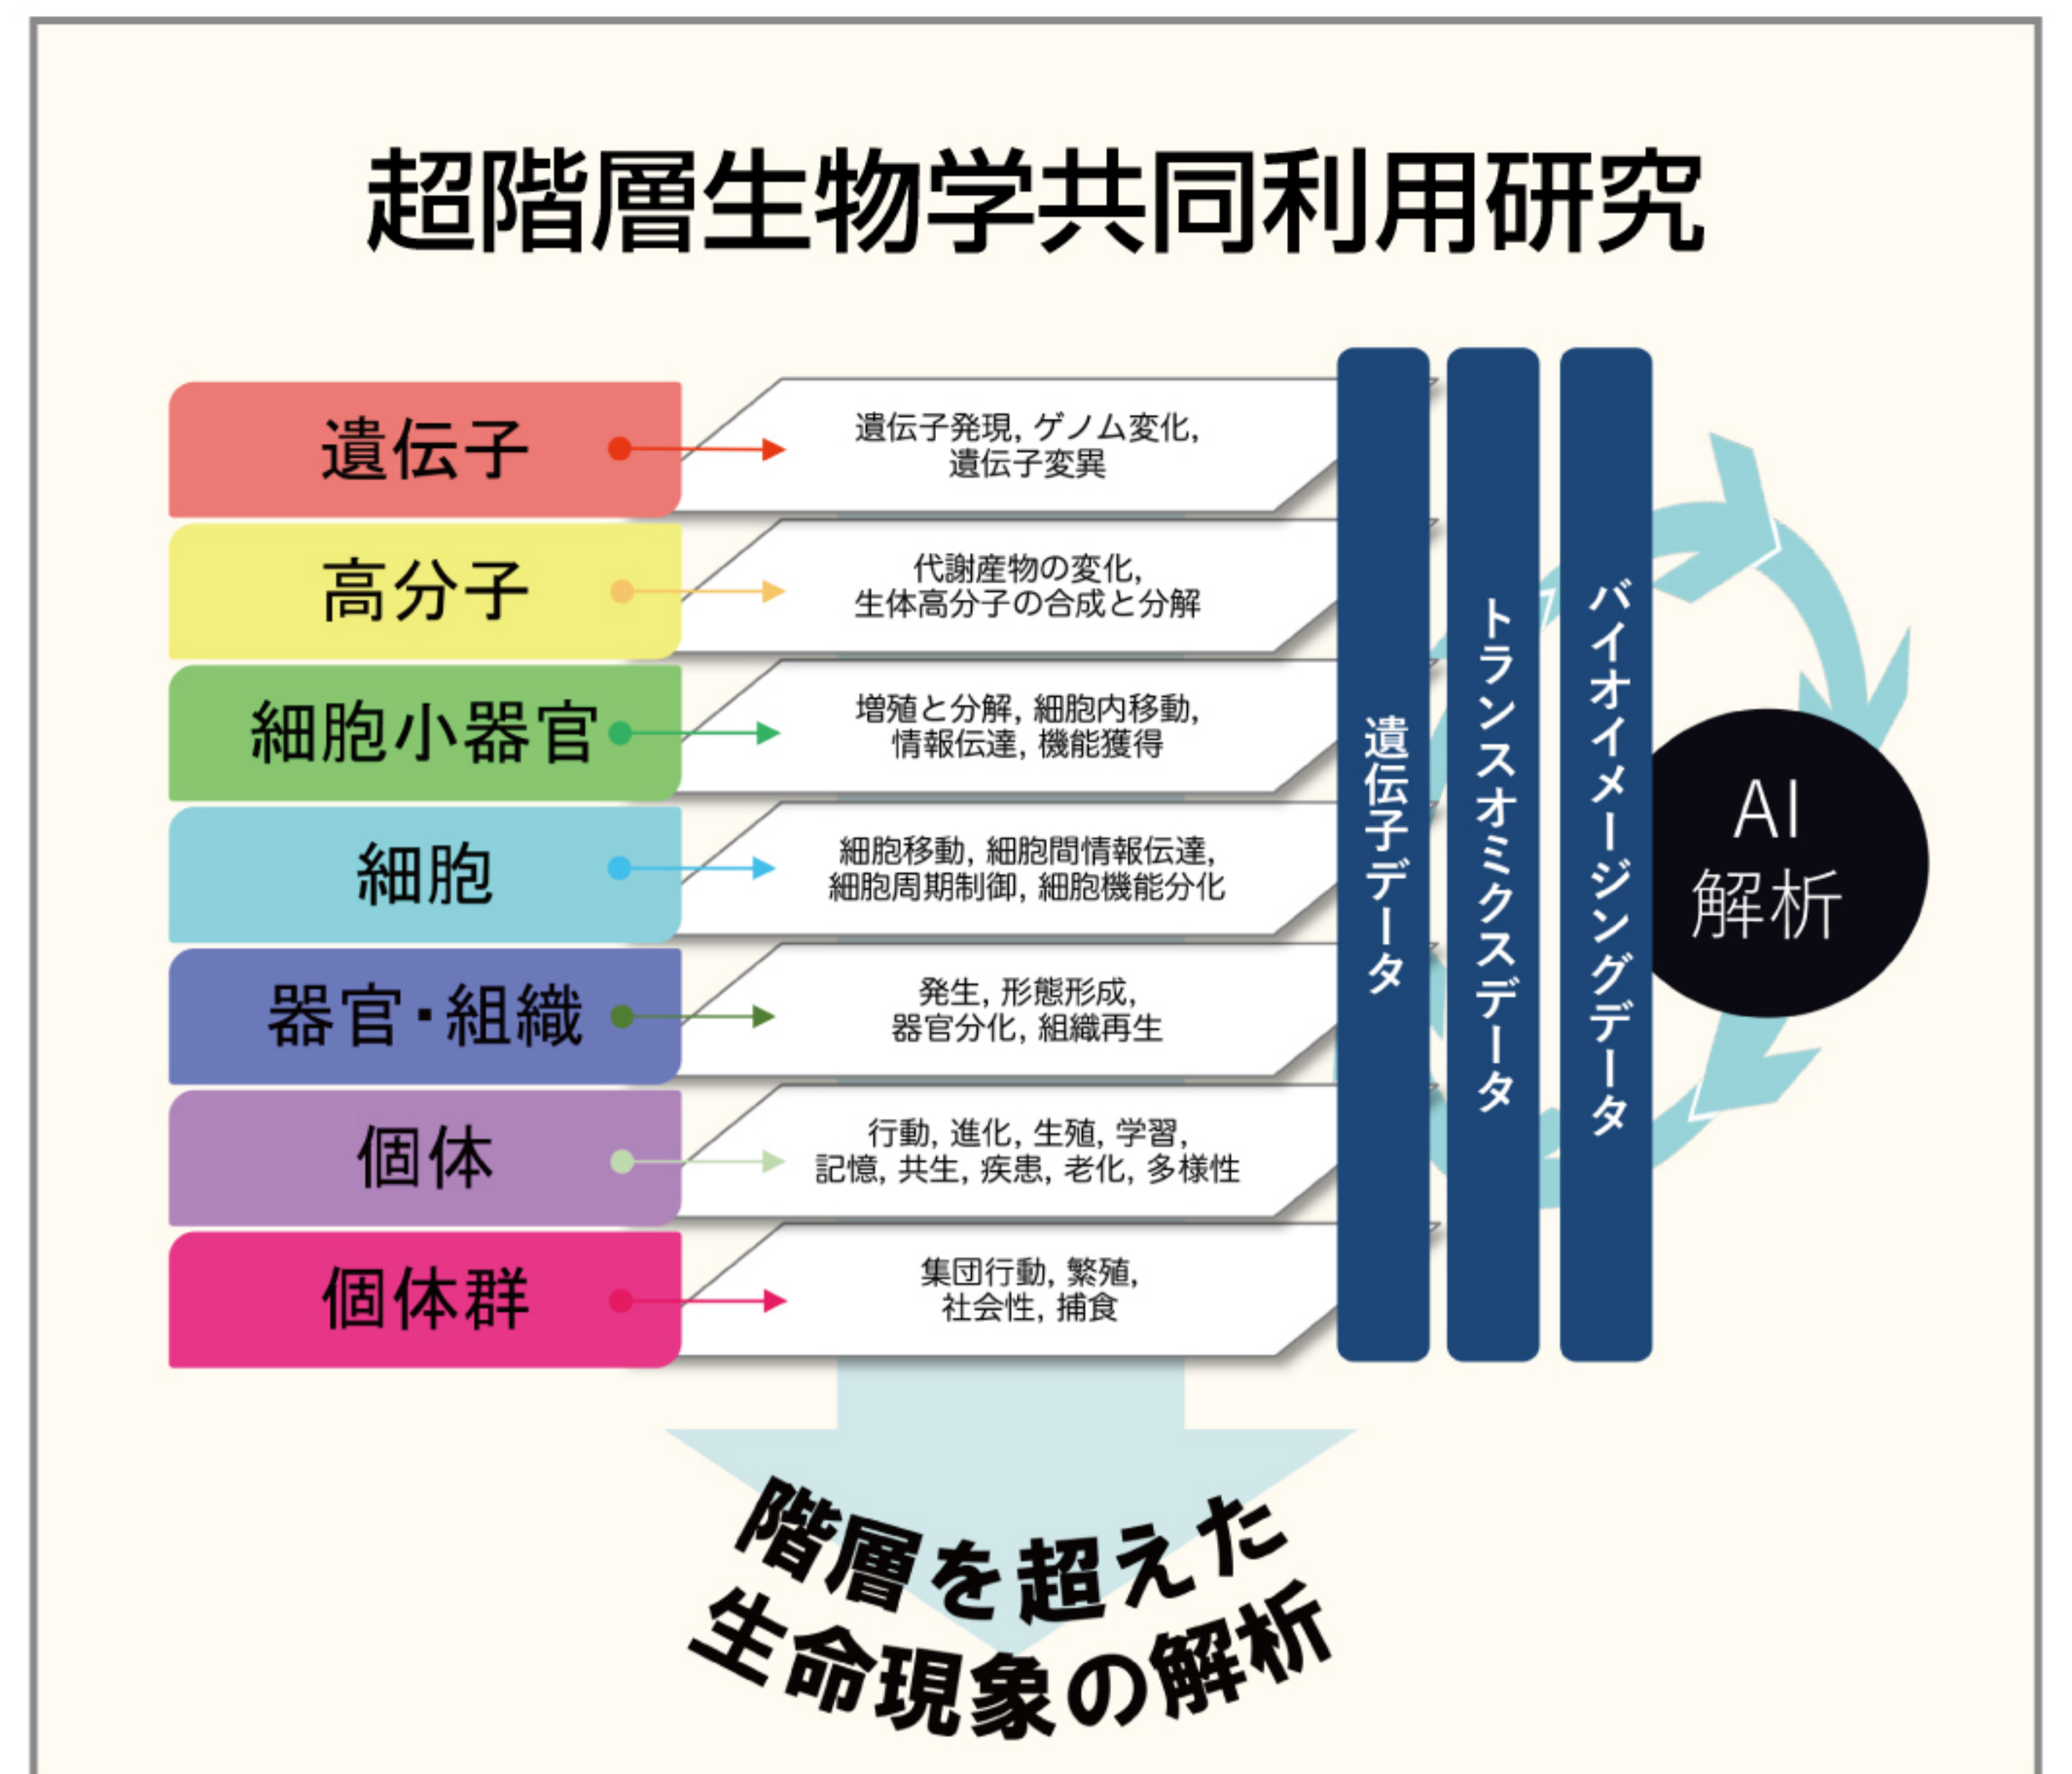 超階層生物学共同利用研究
遺伝子
遺伝子発現, ゲノム変化,
遺伝子変異
高分子
代謝産物の変化,
生体高分子の合成と分解
細胞小器官
増殖と分解, 細胞内移動,
情報伝達, 機能獲得
細胞
細胞移動, 細胞間情報伝達,
細胞周期制御, 細胞機能分化
器官・組織
発生, 形態形成,
器官分化, 組織再生
個体
行動, 進化, 生殖, 学習,
記憶, 共生, 疾患, 老化, 多様性
個体群
集団行動, 繁殖,
社会性, 捕食
遺伝子データ
トランスオミクスデータ
バイオイメージングデータ
AI
解析
階層を超えた
生命現象の解析